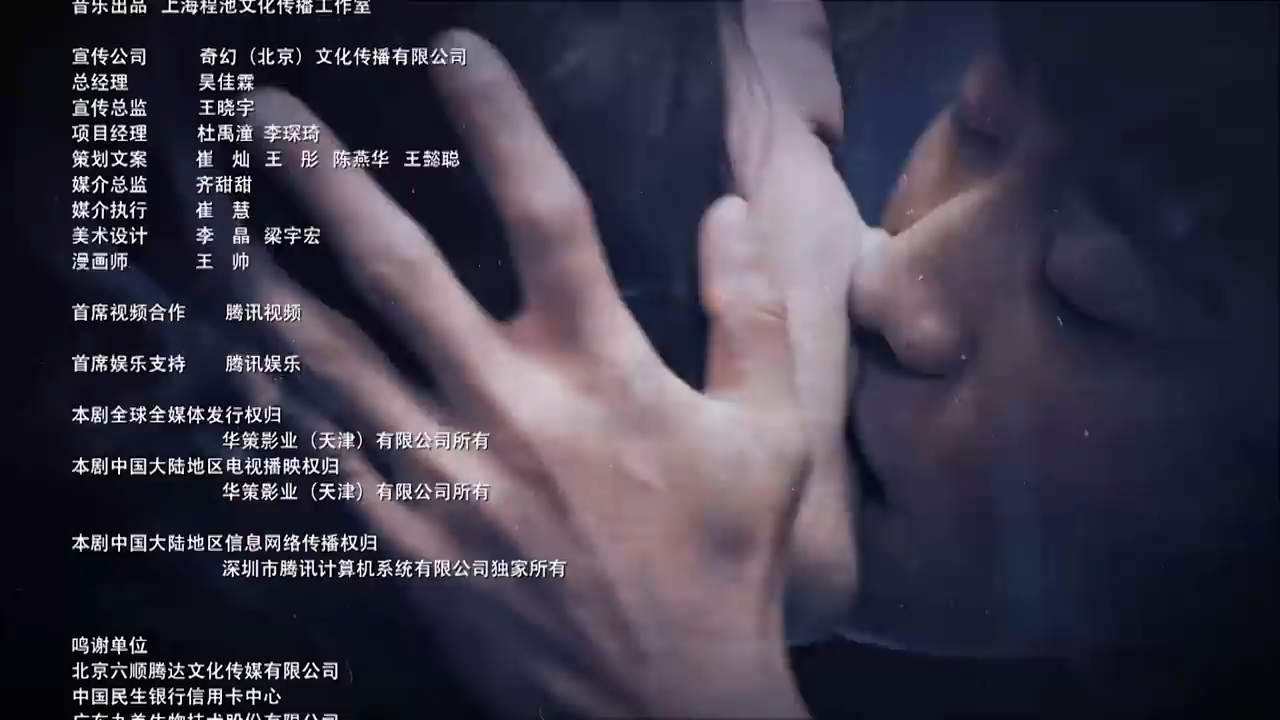 音乐出品 上海程池文化传播工作室
宣传公司 奇幻（北京）文化传播有限公司
总经理 吴佳霖
宣传总监 王晓宇
项目经理 杜禹潼 李琛琦
策划文案 崔 灿 王 彤 陈燕华 王懿聪
媒介总监 齐甜甜
媒介执行 崔 慧
美术设计 李 晶 梁宇宏
漫画师 王 帅
首席视频合作 腾讯视频
首席娱乐支持 腾讯娱乐
本剧全球全媒体发行权归
华策影业（天津）有限公司所有
本剧中国大陆地区电视播映权归
华策影业（天津）有限公司所有
本剧中国大陆地区信息网络传播权归
深圳市腾讯计算机系统有限公司独家所有
鸣谢单位
北京六顺腾达文化传媒有限公司
中国民生银行信用卡中心